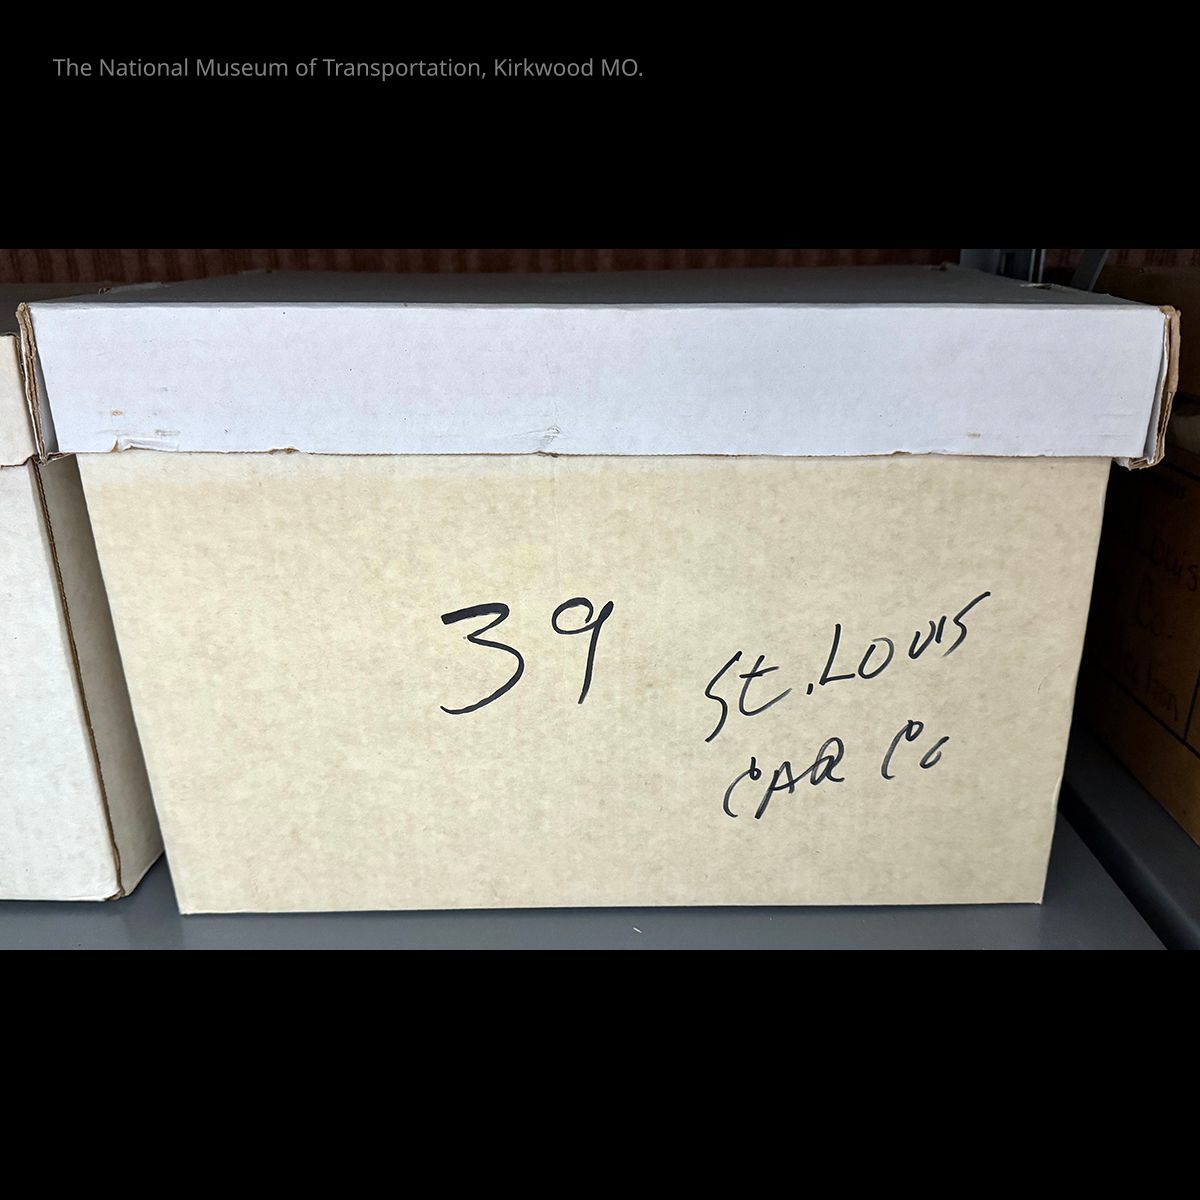 The National Museum of Transportation, Kirkwood MO.
39
St. Louis
CAR Co